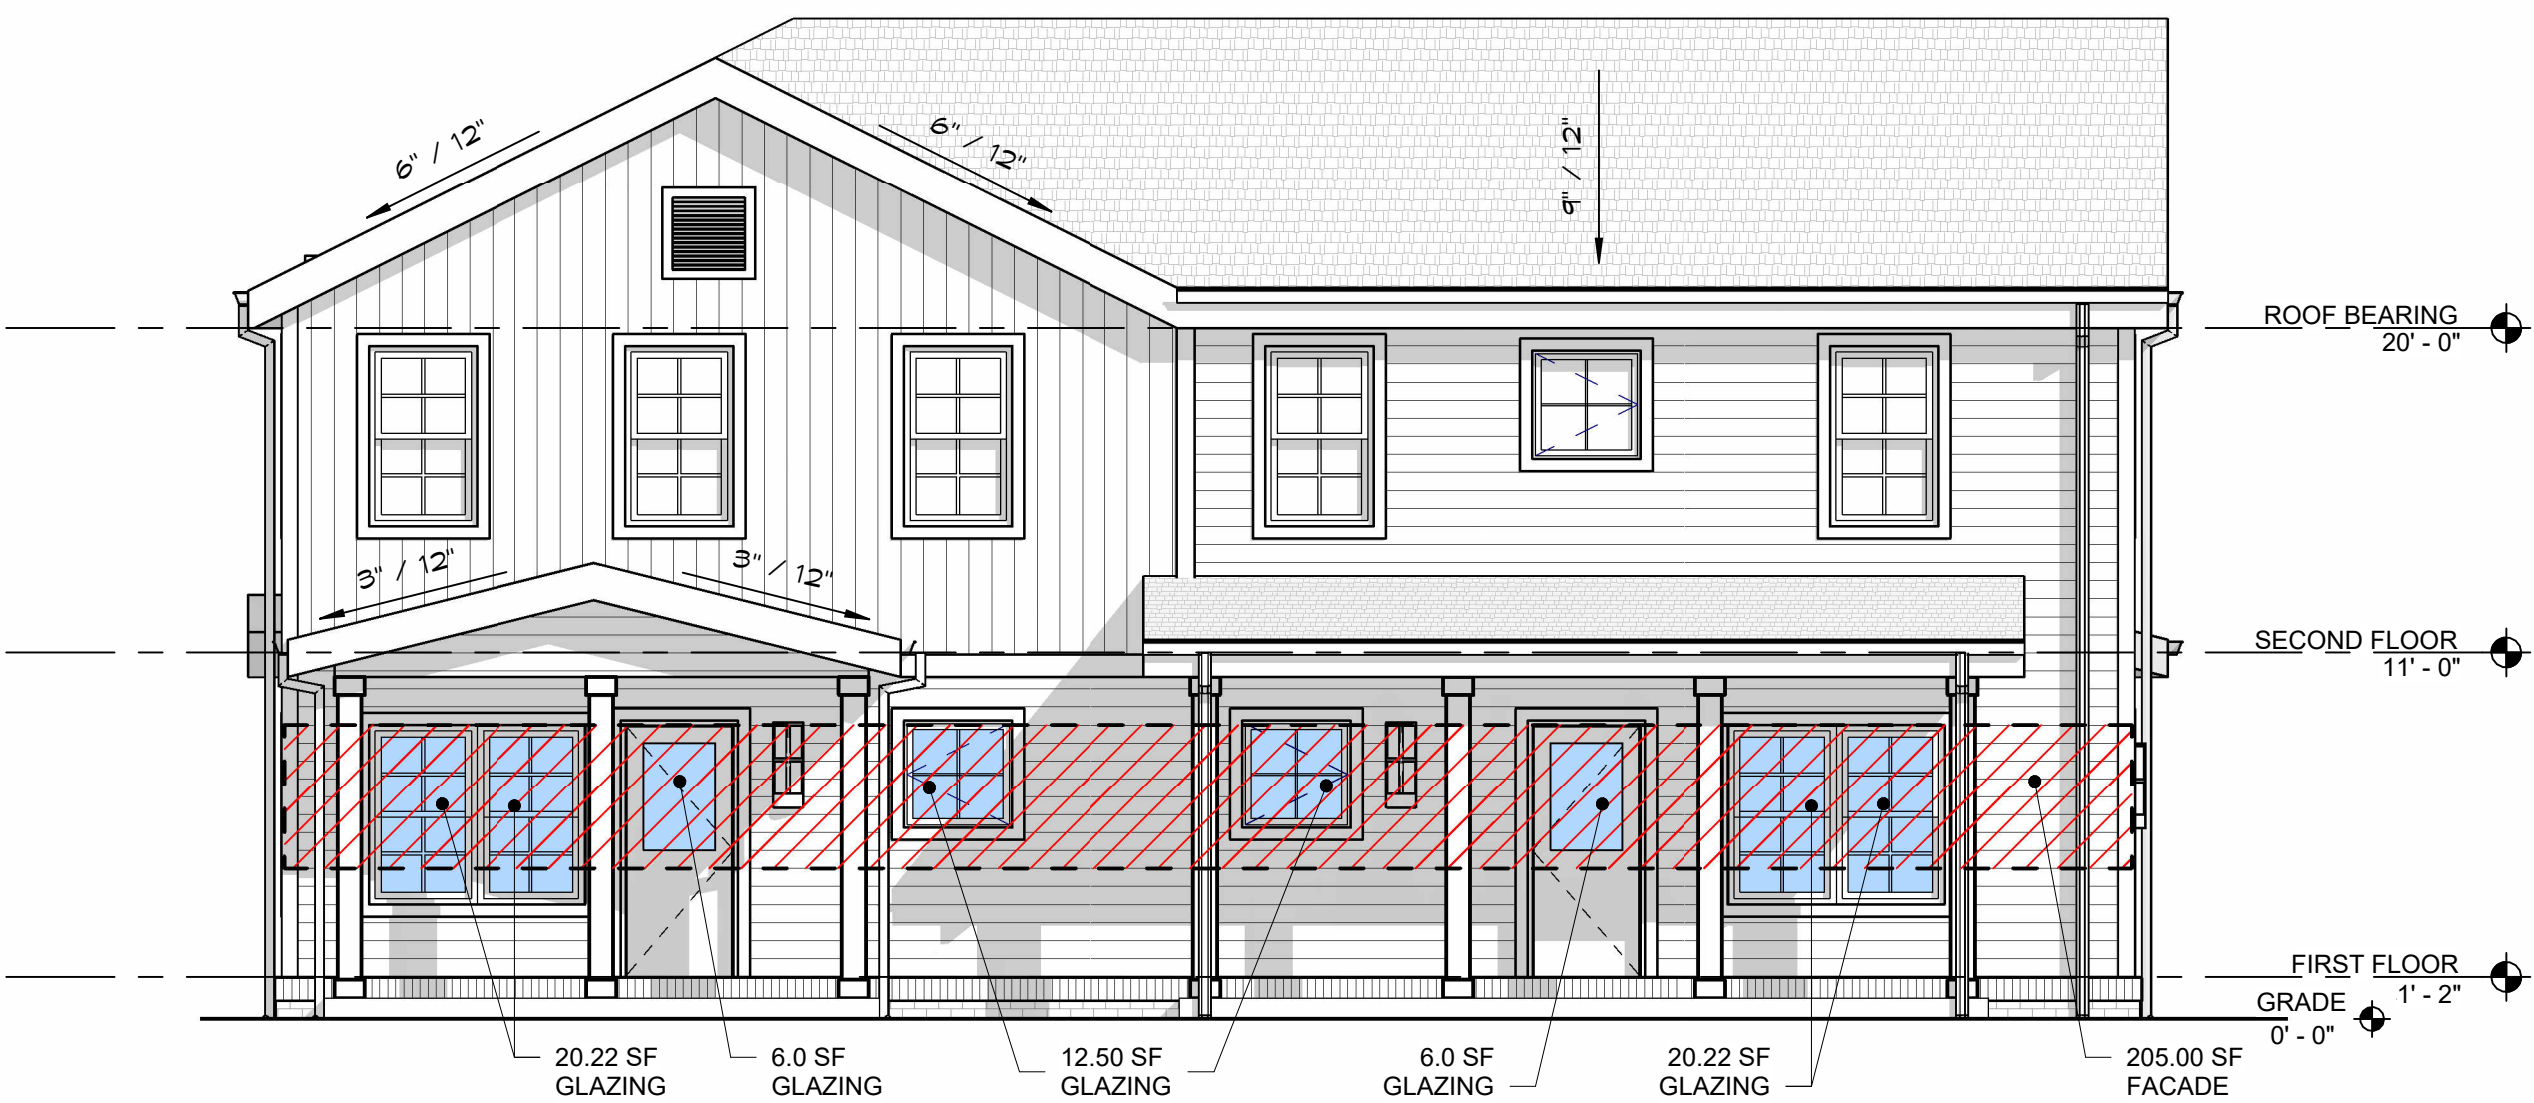 6" / 12"
6" / 12"
9" / 12"
ROOF BEARING
20' - 0"
3" / 12"
3" / 12"
SECOND FLOOR
11' - 0"
FIRST FLOOR
1' - 2"
GRADE
0' - 0"
20.22 SF
GLAZING
6.0 SF
GLAZING
12.50 SF
GLAZING
6.0 SF
GLAZING
20.22 SF
GLAZING
205.00 SF
FACADE